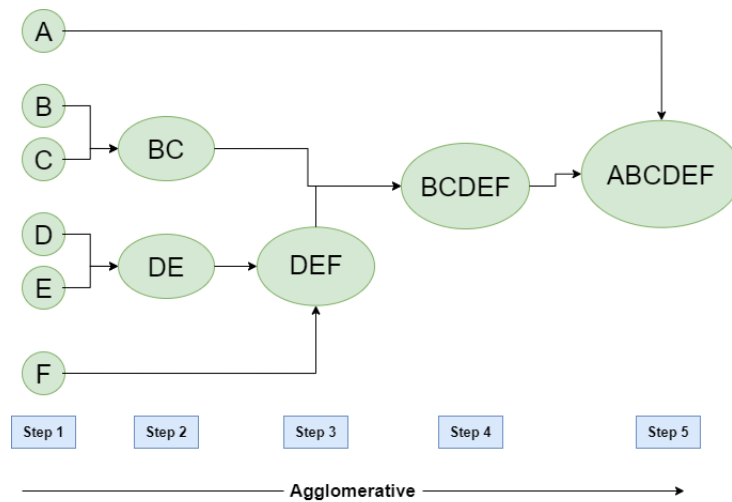 A
B
C
BC
BCDEF
ABCDEF
D
E
DE
DEF
F
Step 1
Step 2
Step 3
Step 4
Step 5
Agglomerative